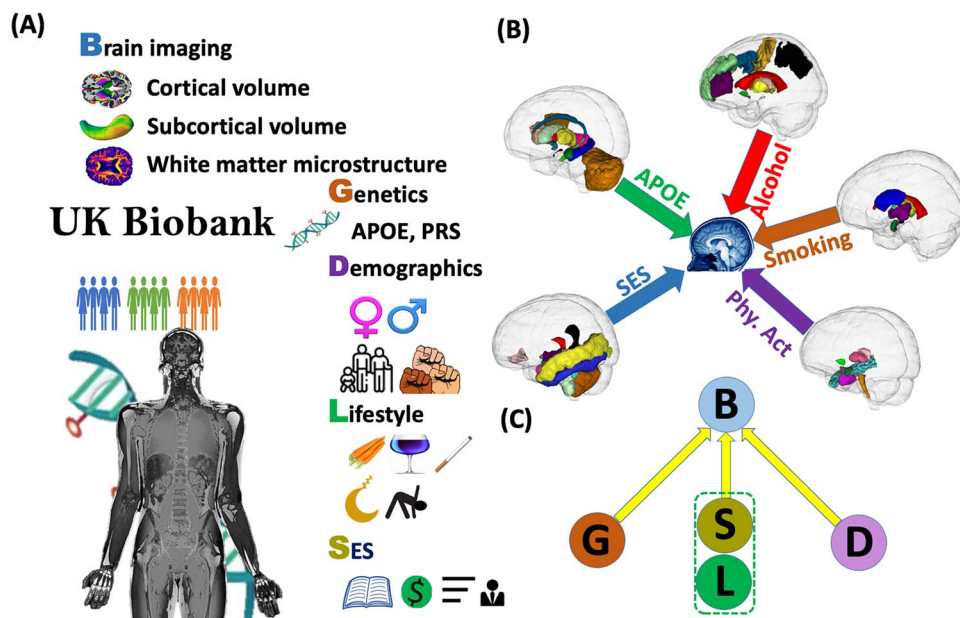 (A)
Brain imaging
Cortical volume
Subcortical volume
White matter microstructure
Genetics
UK Biobank
APOE, PRS
Demographics
Lifestyle
SES
$
(B)
APOE
Alcohol
Smoking
SES
Phy. Act
(C)
B
G
S
D
L